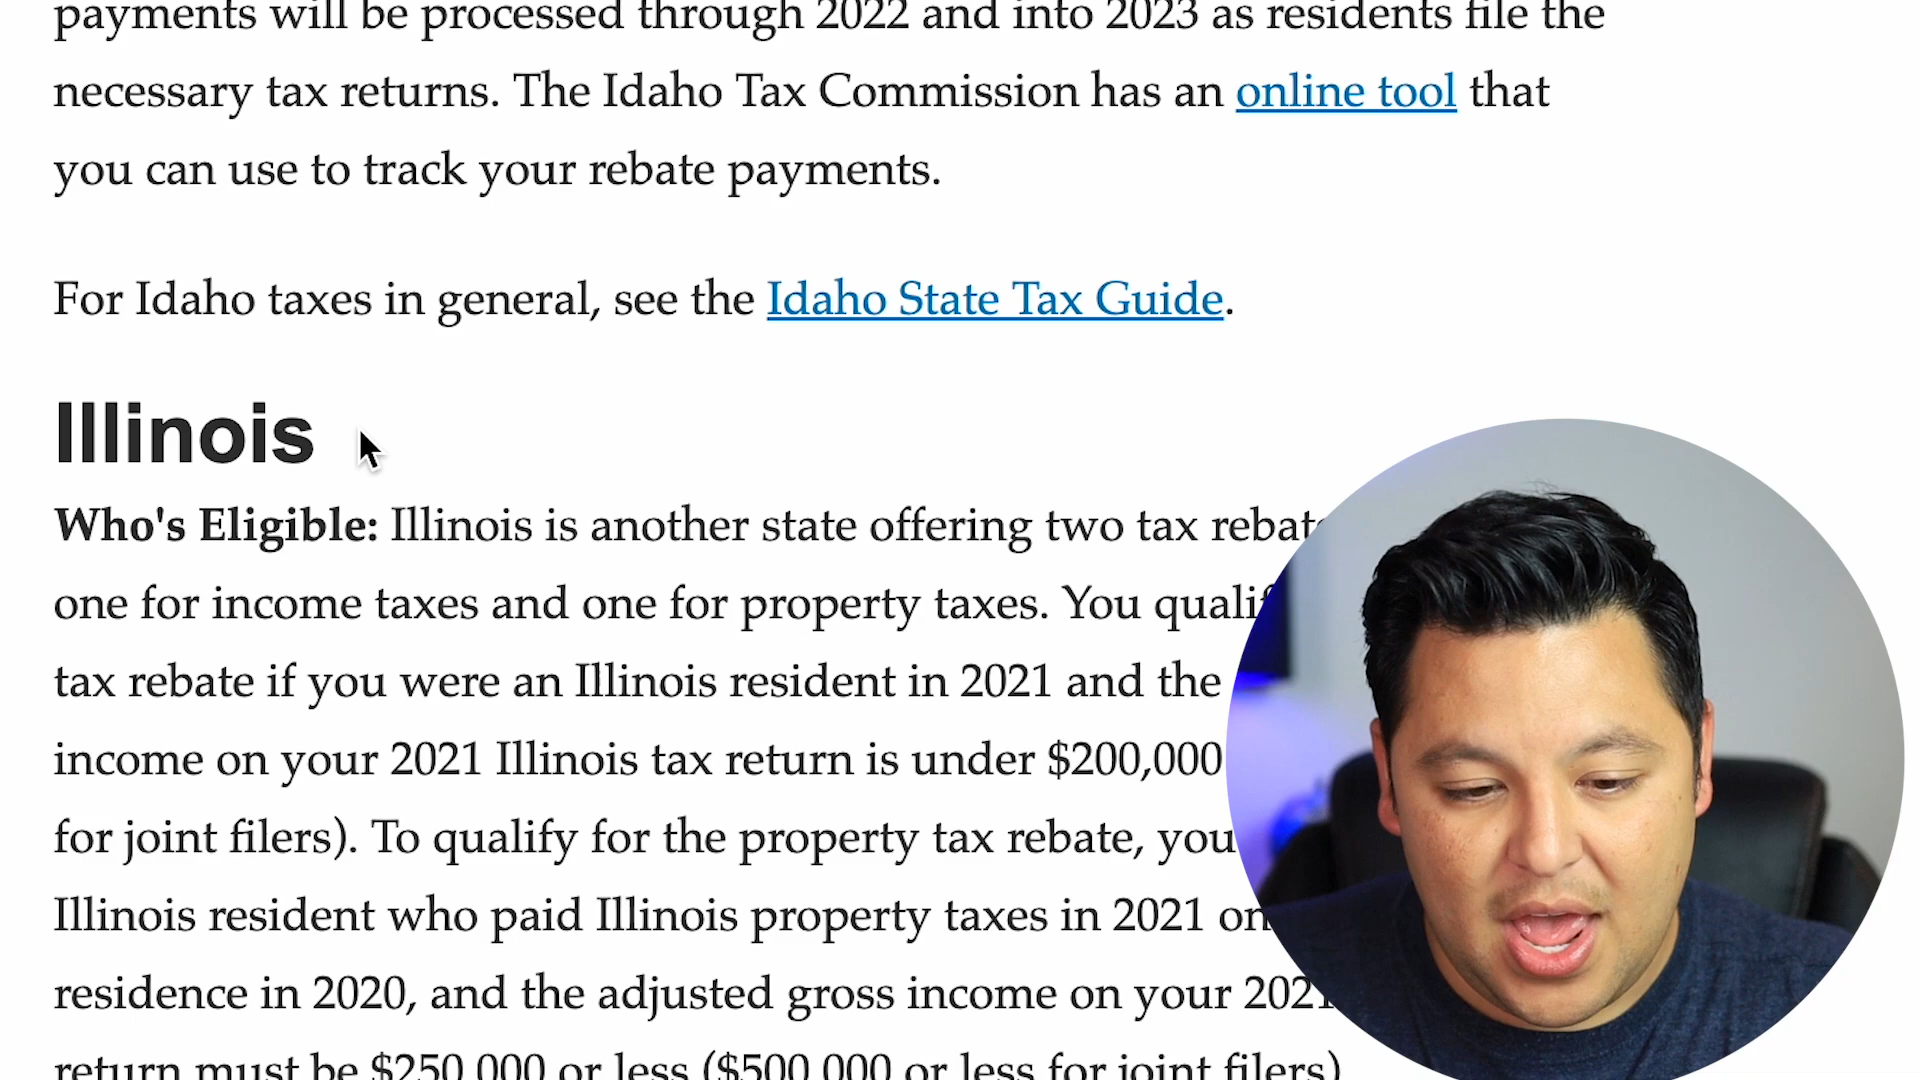 payments will be processed through 2022 and into 2023 as residents file the
necessary tax returns. The Idaho Tax Commission has an online tool that
you can use to track your rebate payments.
For Idaho taxes in general, see the Idaho State Tax Guide.
Illinois
Who's Eligible: Illinois is another state offering two tax
one for income taxes and one for property taxes. You
tax rebate if you were an Illinois resident in 2021 and the
income on your 2021 Illinois tax return is under $200,000
for joint filers). To qualify for the property tax rebate, you
Illinois resident who paid Illinois property taxes in 2021 on
residence in 2020, and the adjusted gross income on your 2021
return must be $250,000 or less ($500,000 or less for joint filers)